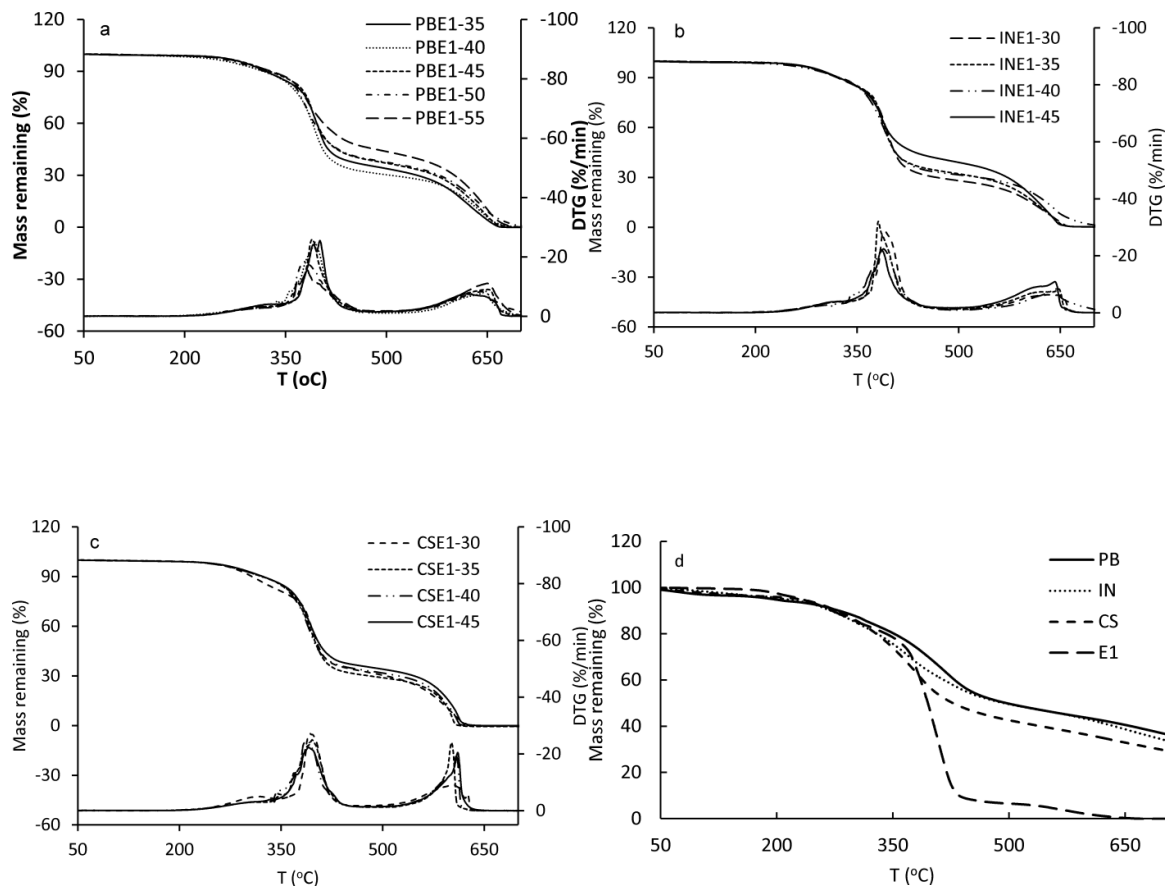 a
Mass remaining (%)
120
90
60
30
0
-30
-60
50
200
350
500
650
T (oC)
-100
-80
-60
-40
-20
0
DTG (%/min)
PBE1-35
PBE1-40
PBE1-45
PBE1-50
PBE1-55
b
Mass remaining (%)
120
90
60
30
0
-30
-60
50
200
350
500
650
T (°C)
-100
-80
-60
-40
-20
0
DTG (%/min)
INE1-30
INE1-35
INE1-40
INE1-45
c
Mass remaining (%)
120
90
60
30
0
-30
-60
50
200
350
500
650
T (°C)
-100
-80
-60
-40
-20
0
DTG (%/min)
CSE1-30
CSE1-35
CSE1-40
CSE1-45
d
Mass remaining (%)
120
100
80
60
40
20
0
50
200
350
500
650
T (°C)
PB
IN
CS
E1